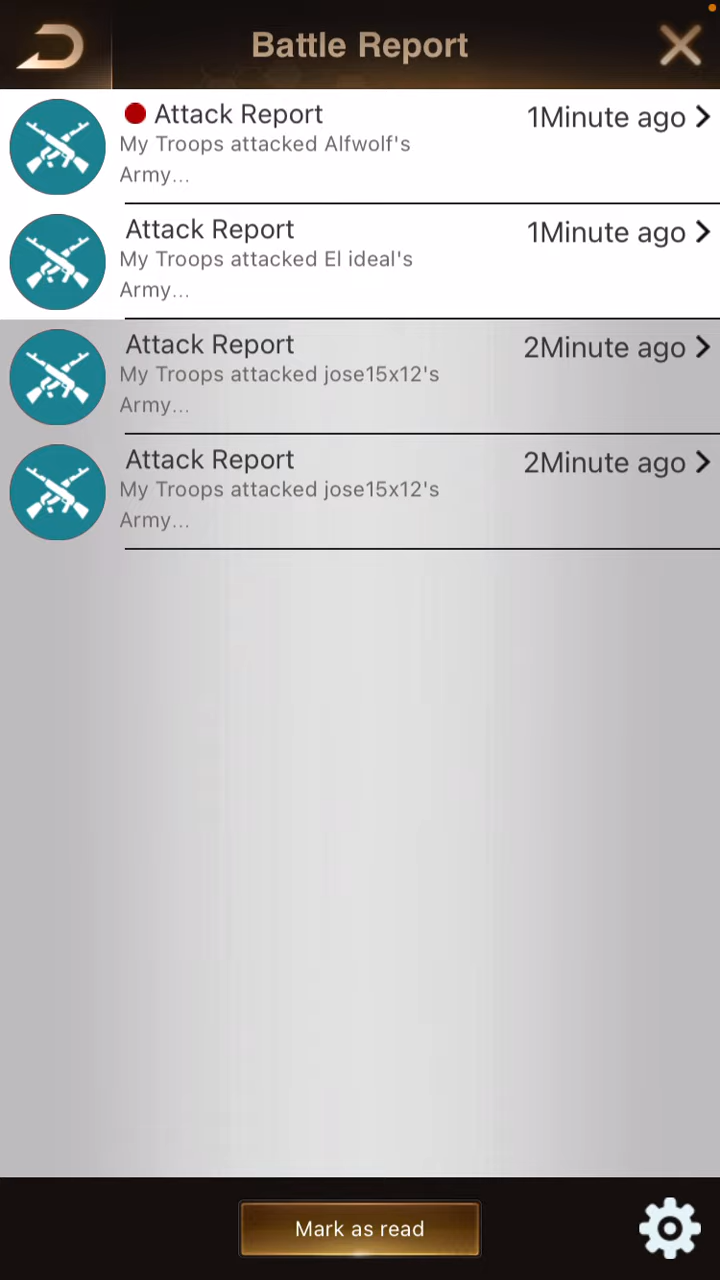 Battle Report
Attack Report
1Minute ago
My Troops attacked Alfwolf's
Army...
Attack Report
1Minute ago
My Troops attacked El ideal's
Army...
Attack Report
2Minute ago
My Troops attacked jose15x12's
Army...
Attack Report
2Minute ago
My Troops attacked jose15x12's
Army...
Mark as read